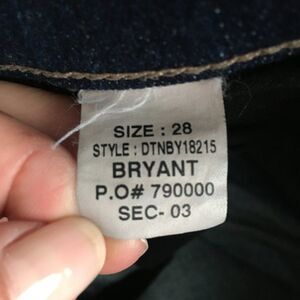 SIZE : 28
STYLE : DTNBY18215
BRYANT
P.O# 790000
SEC- 03